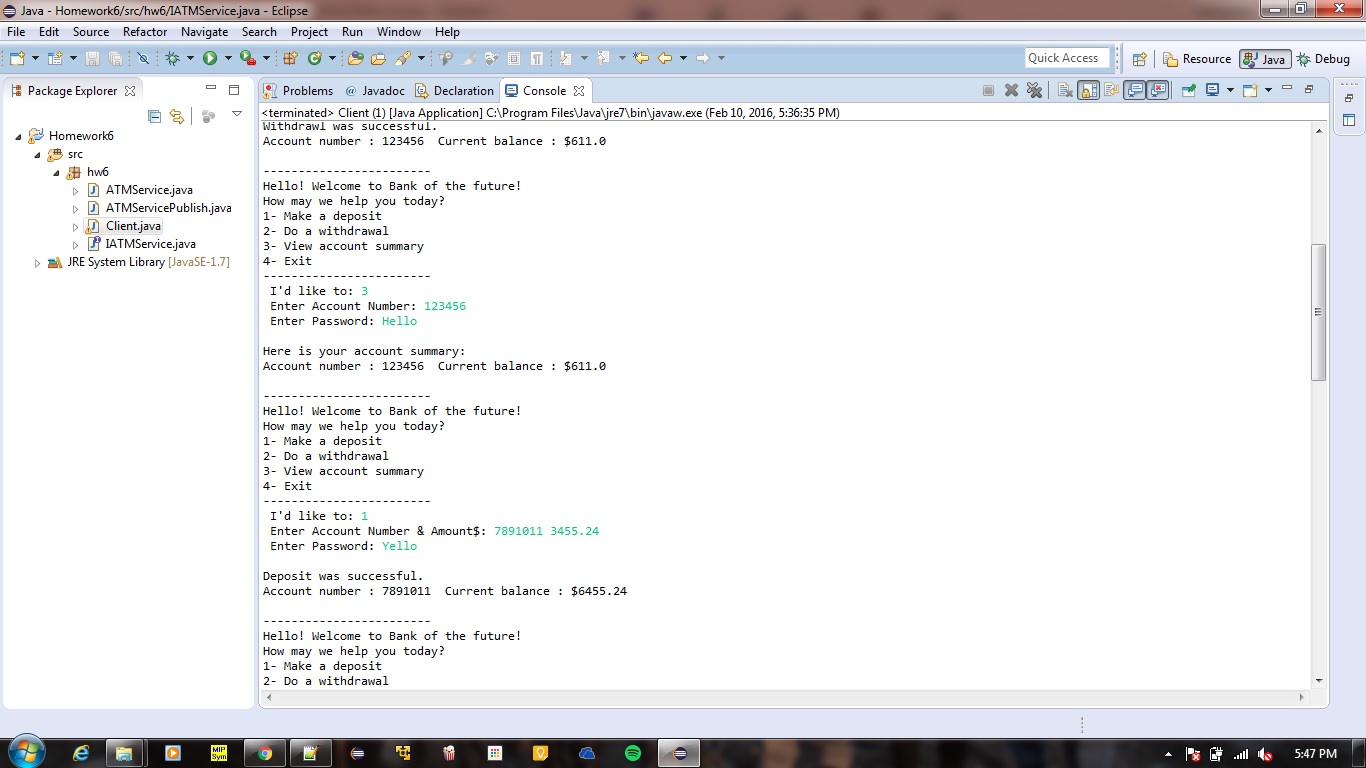 Java - Homework6/src/hw6/IATMService.java - Eclipse
File Edit Source Refactor Navigate Search Project Run Window Help
Quick Access Resource Java Debug
Package Explorer
Homework6
src
hw6
ATMService.java
ATMServicePublish.java
Client.java
IATMService.java
JRE System Library [JavaSE-1.7]
Problems @ Javadoc Declaration Console
<terminated> Client (1) [Java Application] C:\Program Files\Java\jre7\bin\javaw.exe (Feb 10, 2016, 5:36:35 PM)
Withdrawl was successful.
Account number : 123456  Current balance : $611.0
------------------------
Hello! Welcome to Bank of the future!
How may we help you today?
1- Make a deposit
2- Do a withdrawal
3- View account summary
4- Exit
------------------------
I'd like to: 3
Enter Account Number: 123456
Enter Password: Hello
Here is your account summary:
Account number : 123456  Current balance : $611.0
------------------------
Hello! Welcome to Bank of the future!
How may we help you today?
1- Make a deposit
2- Do a withdrawal
3- View account summary
4- Exit
------------------------
I'd like to: 1
Enter Account Number & Amount$: 7891011 3455.24
Enter Password: Yello
Deposit was successful.
Account number : 7891011  Current balance : $6455.24
------------------------
Hello! Welcome to Bank of the future!
How may we help you today?
1- Make a deposit
2- Do a withdrawal
MIP
Sym
5:47 PM